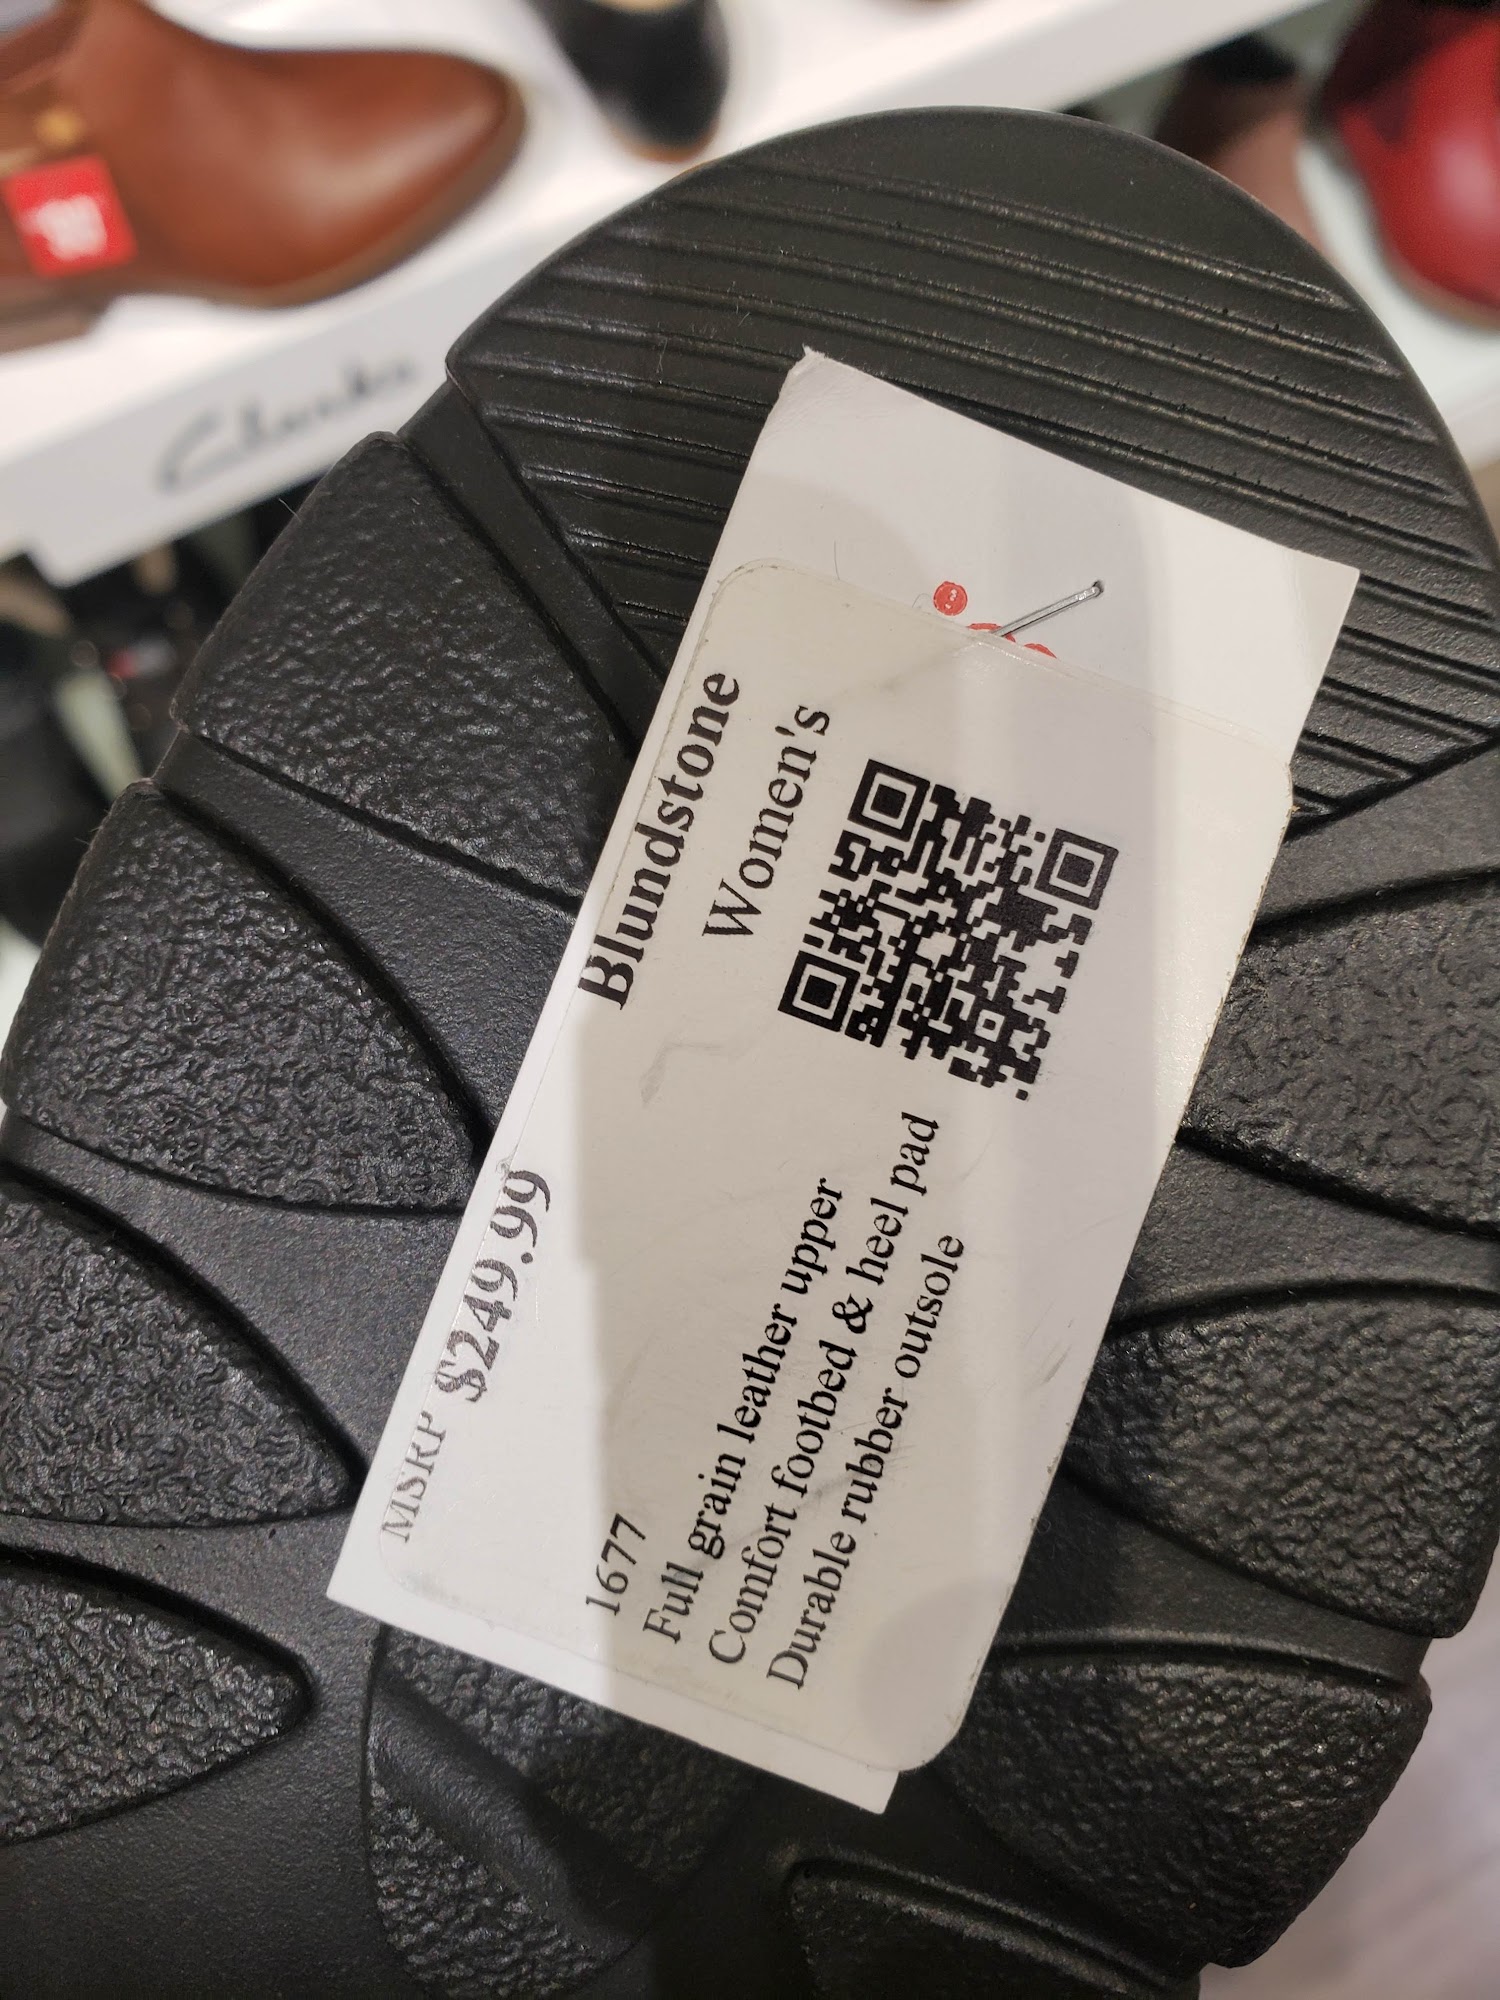 Clarks
Blundstone
Women's
MSRP $249.99
1677
Full grain leather upper
Comfort footbed & heel pad
Durable rubber outsole